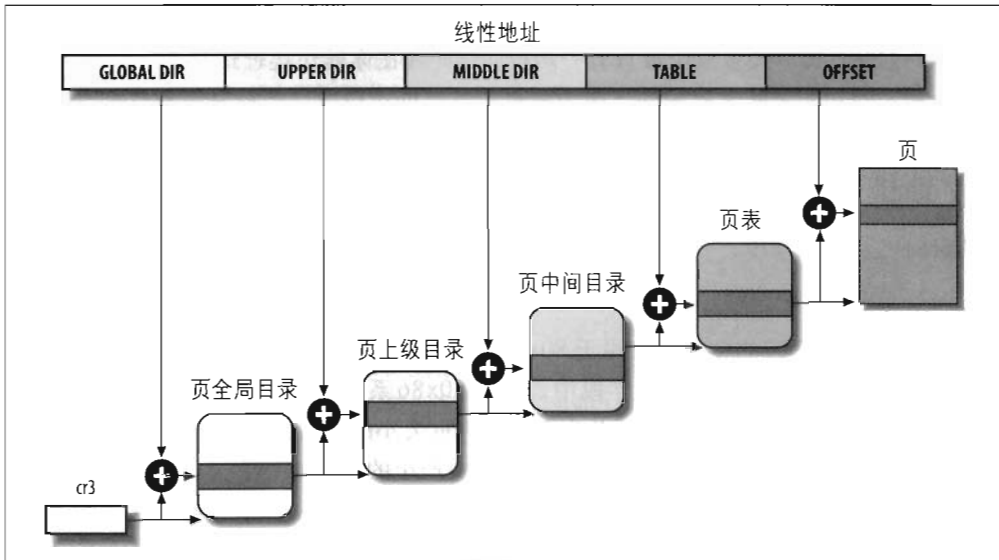 线性地址
GLOBAL DIR UPPER DIR MIDDLE DIR TABLE OFFSET
页
页表
页中间目录
页上级目录
页全局目录
cr3